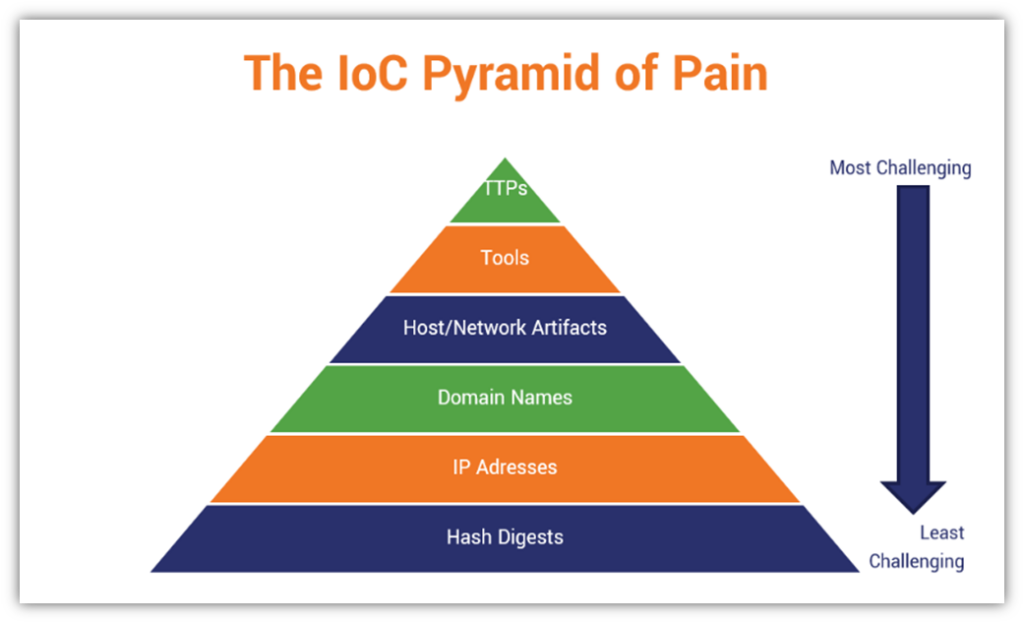 The IoC Pyramid of Pain
Most Challenging
TTPs
Tools
Host/Network Artifacts
Domain Names
IP Adresses
Hash Digests
Least
Challenging